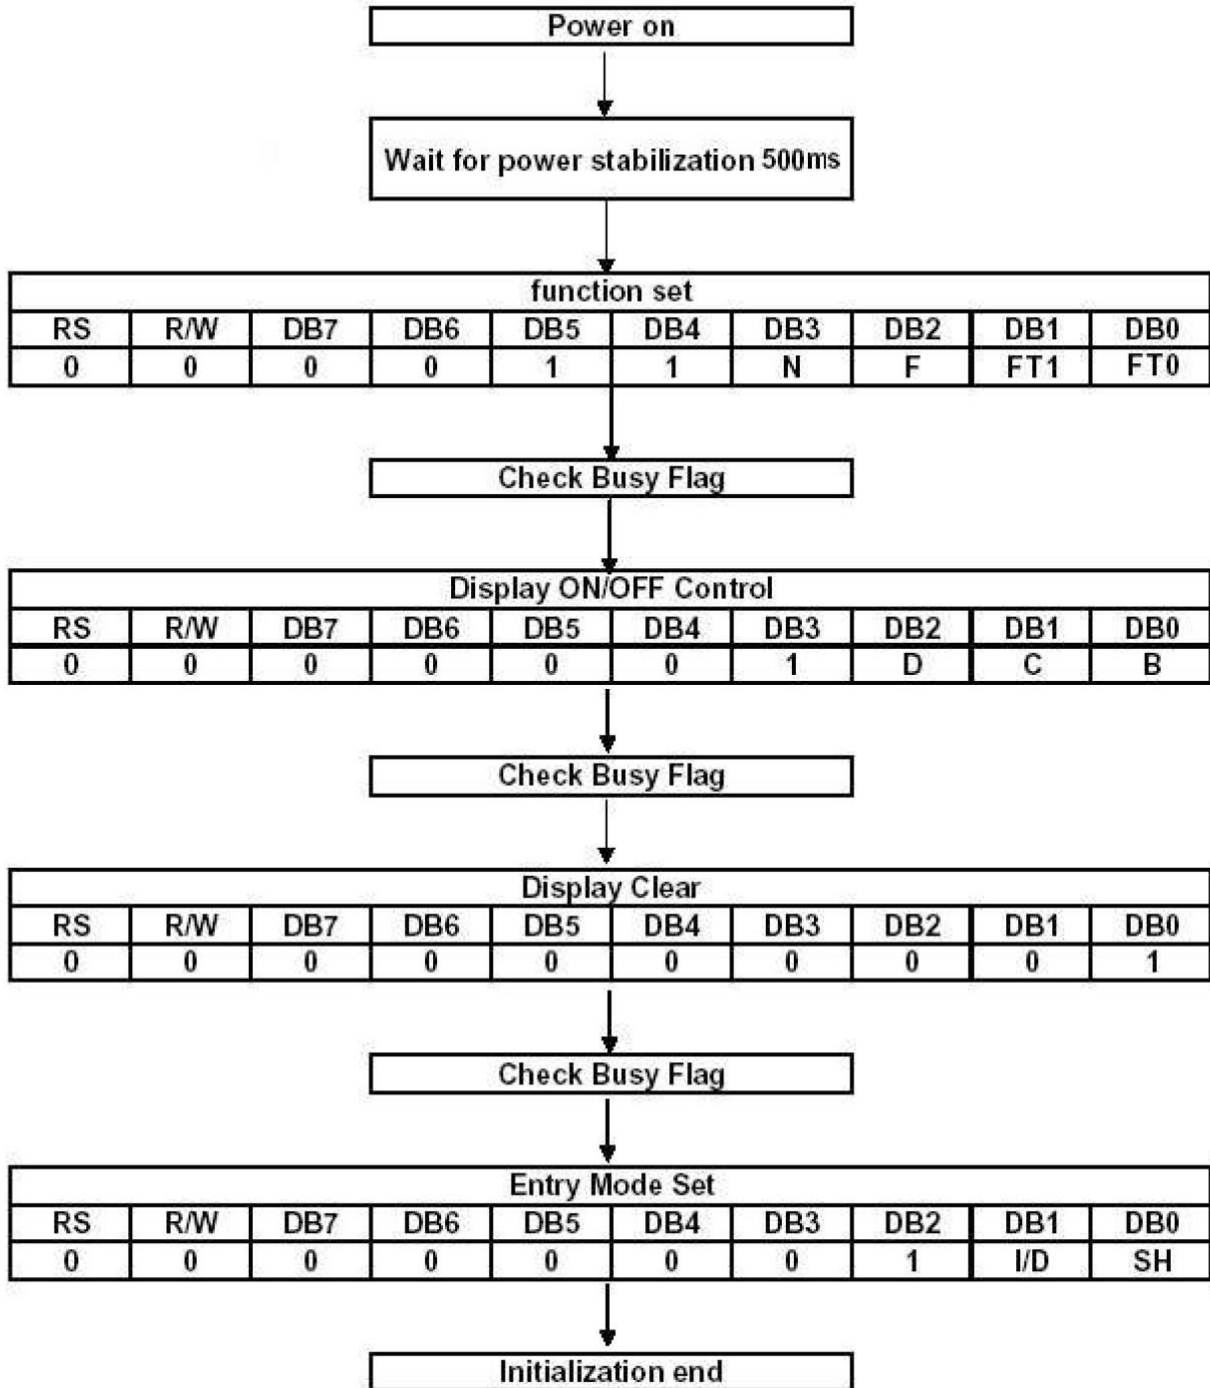 Power on
Wait for power stabilization 500ms
function set
RS R/W DB7 DB6 DB5 DB4 DB3 DB2 DB1 DB0
0 0 0 0 1 1 N F FT1 FT0
Check Busy Flag
Display ON/OFF Control
RS R/W DB7 DB6 DB5 DB4 DB3 DB2 DB1 DB0
0 0 0 0 0 0 1 D C B
Check Busy Flag
Display Clear
RS R/W DB7 DB6 DB5 DB4 DB3 DB2 DB1 DB0
0 0 0 0 0 0 0 0 0 1
Check Busy Flag
Entry Mode Set
RS R/W DB7 DB6 DB5 DB4 DB3 DB2 DB1 DB0
0 0 0 0 0 0 0 1 I/D SH
Initialization end